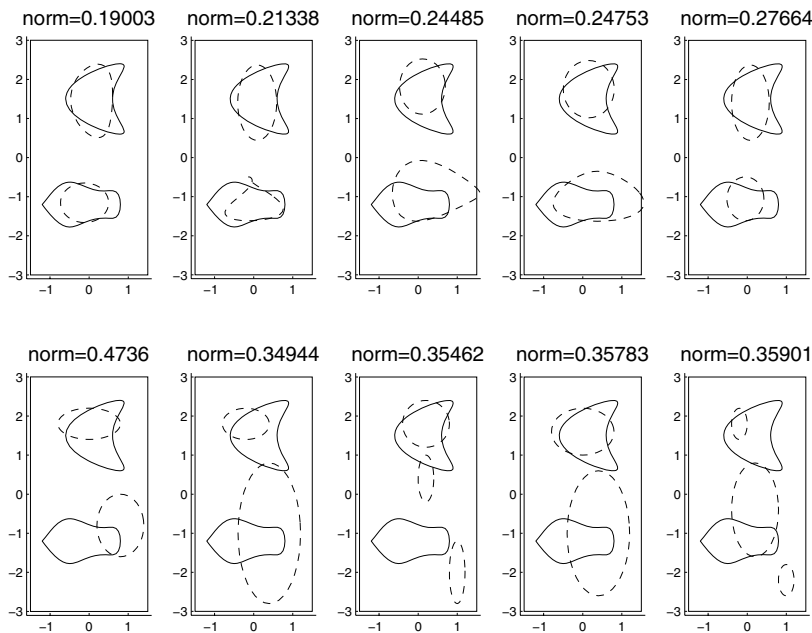 norm=0.19003 norm=0.21338 norm=0.24485 norm=0.24753 norm=0.27664
3 3 3 3 3
2 2 2 2 2
1 1 1 1 1
0 0 0 0 0
−1 −1 −1 −1 −1
−2 −2 −2 −2 −2
−3 −3 −3 −3 −3
−1 0 1 −1 0 1 −1 0 1 −1 0 1 −1 0 1
norm=0.4736 norm=0.34944 norm=0.35462 norm=0.35783 norm=0.35901
3 3 3 3 3
2 2 2 2 2
1 1 1 1 1
0 0 0 0 0
−1 −1 −1 −1 −1
−2 −2 −2 −2 −2
−3 −3 −3 −3 −3
−1 0 1 −1 0 1 −1 0 1 −1 0 1 −1 0 1